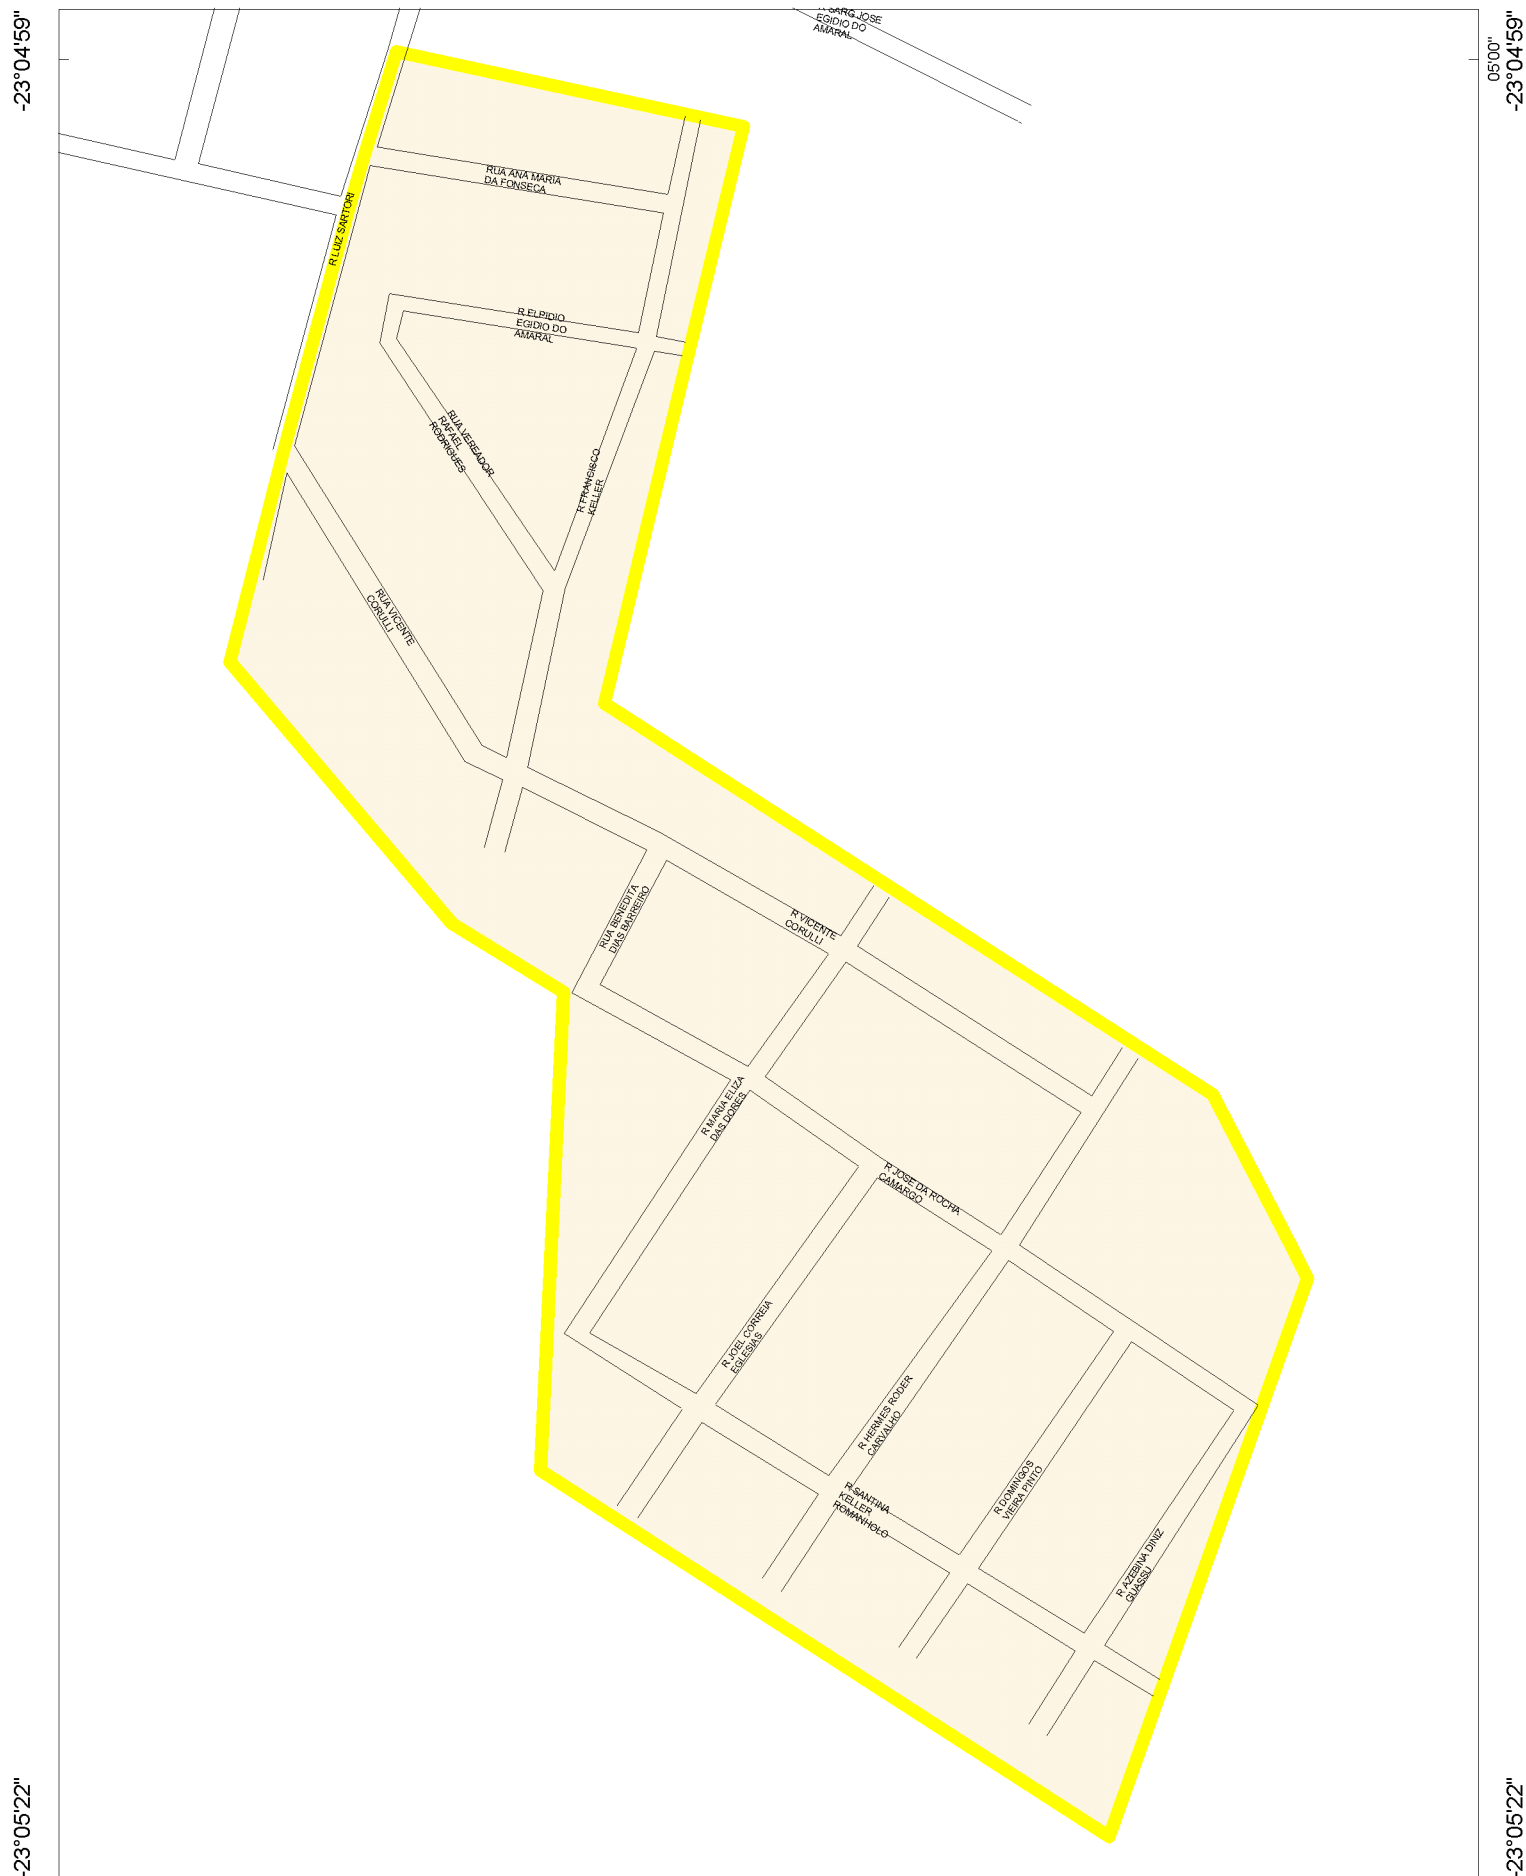 R SARG JOSE
EGIDIO DO
AMARAL
-23°04'59"
05'00"
-23°04'59"
RUA ANA MARIA
DA FONSECA
R LUIZ SARTORI
R ELPIDIO
EGIDIO DO
AMARAL
RUA VEREADOR
RAFAEL
RODRIGUES
R FRANCISCO
KELLER
RUA VICENTE
CORULLI
RUA BENEDITA
DIAS BARREIRO
R VICENTE
CORULLI
R MARIA ELIZA
DAS DORES
R JOSE DA ROCHA
CAMARGO
R JOEL CORREIA
EGLESIAS
R HERMES RODER
CARVALHO
R SANTINA
KELLER
ROMANHOLO
R DOMINGOS
VIEIRA PINTO
R AZEBINA DINIZ
GUASSU
-23°05'22"
-23°05'22"